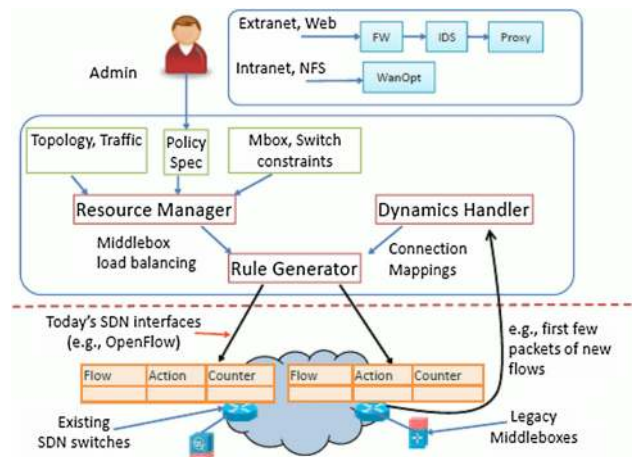 Extranet, Web
FW
IDS
Proxy
Intranet, NFS
WanOpt
Admin
Topology, Traffic
Policy
Spec
Mbox, Switch
constraints
Resource Manager
Dynamics Handler
Middlebox
load balancing
Rule Generator
Connection
Mappings
Today's SDN interfaces
(e.g., OpenFlow)
e.g., first few
packets of new
flows
Flow Action Counter
Flow Action Counter
Existing
SDN switches
Legacy
Middleboxes